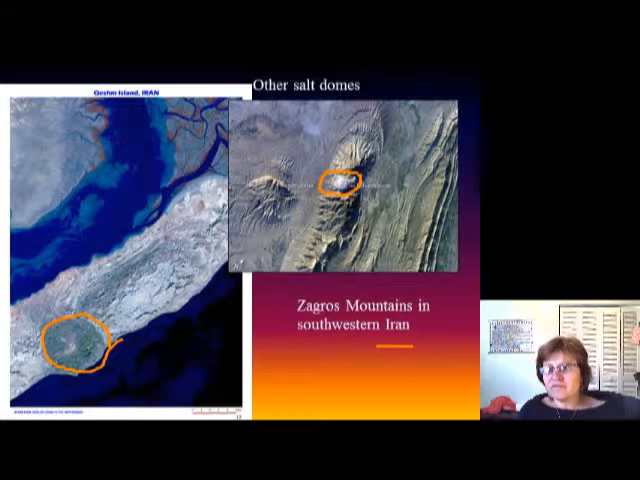 Qeshm Island, IRAN
Other salt domes
Zagros Mountains in
southwestern Iran